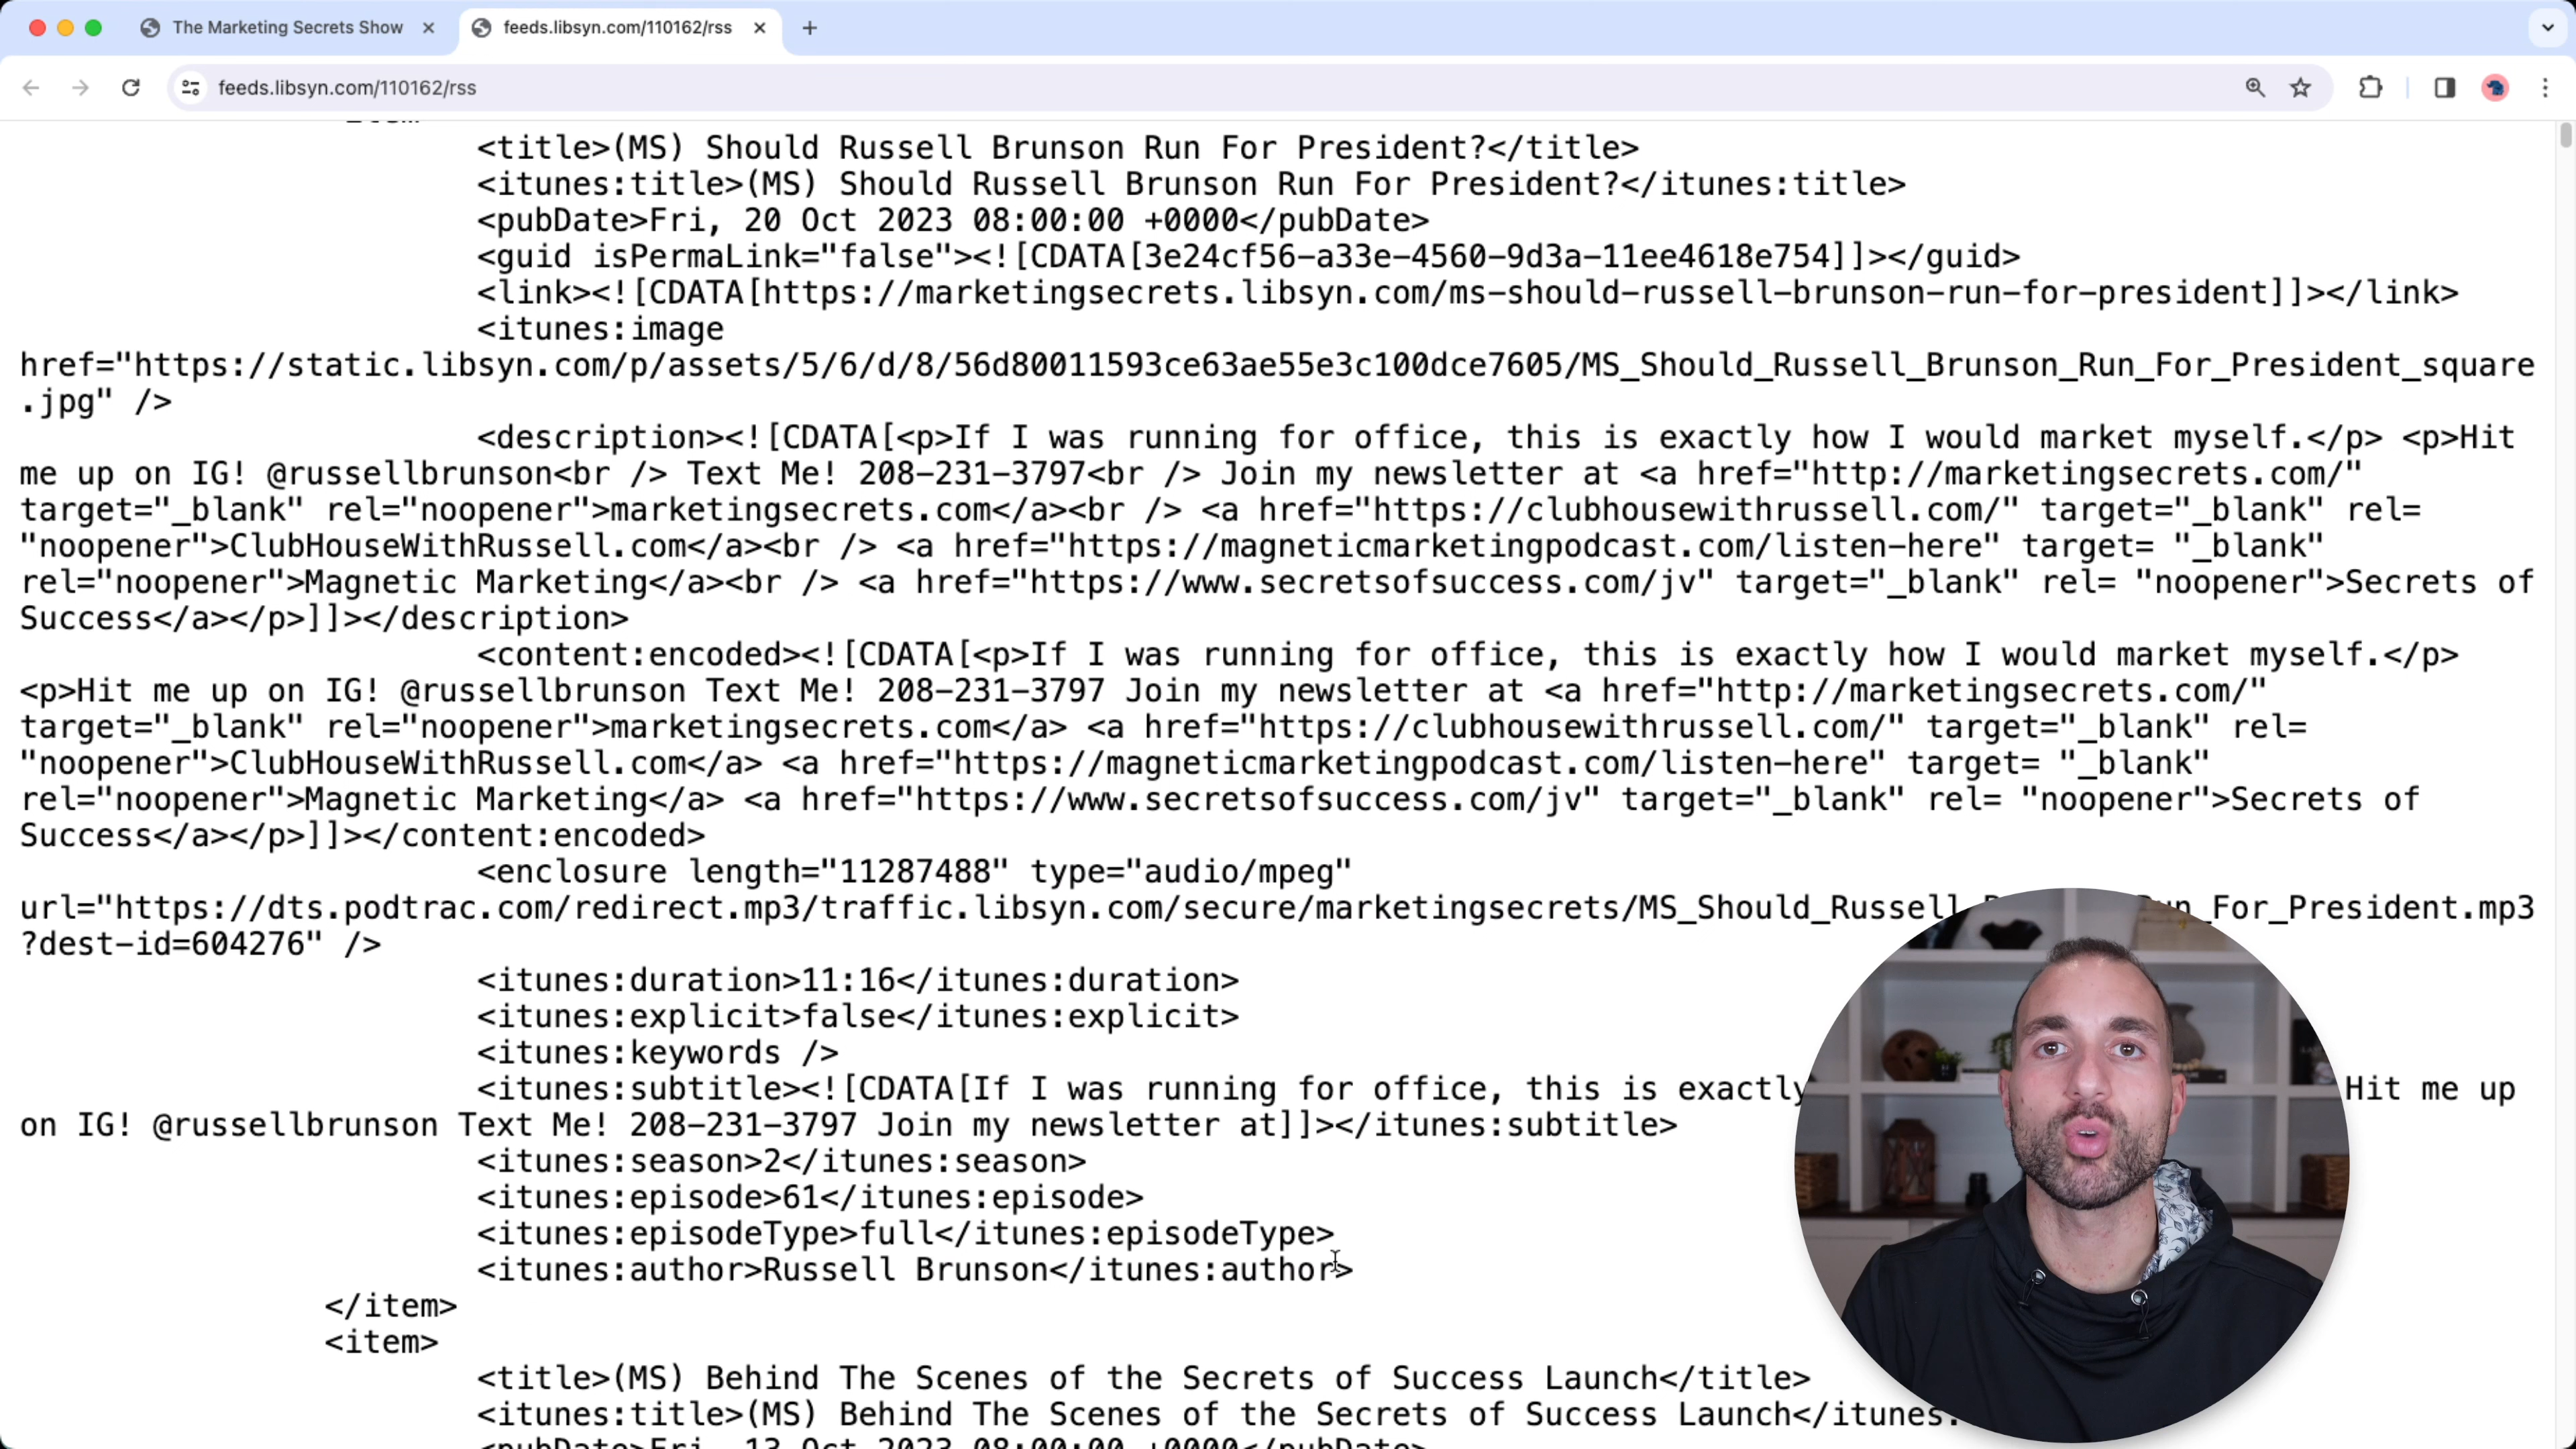 The Marketing Secrets Show
feeds.libsyn.com/110162/rss
feeds.libsyn.com/110162/rss
<title>(MS) Should Russell Brunson Run For President?</title>
<itunes:title>(MS) Should Russell Brunson Run For President?</itunes:title>
<pubDate>Fri, 20 Oct 2023 08:00:00 +0000</pubDate>
<guid isPermaLink="false"><![CDATA[3e24cf56-a33e-4560-9d3a-11ee4618e754]]></guid>
<link><![CDATA[https://marketingsecrets.libsyn.com/ms-should-russell-brunson-run-for-president]]></link>
<itunes:image
href="https://static.libsyn.com/p/assets/5/6/d/8/56d80011593ce63ae55e3c100dce7605/MS_Should_Russell_Brunson_Run_For_President_square
.jpg" />
<description><![CDATA[<p>If I was running for office, this is exactly how I would market myself.</p> <p>Hit
me up on IG! @russellbrunson<br /> Text Me! 208-231-3797<br /> Join my newsletter at <a href="http://marketingsecrets.com/"
target="_blank" rel="noopener">marketingsecrets.com</a><br /> <a href="https://clubhousewithrussell.com/" target="_blank" rel=
"noopener">ClubHouseWithRussell.com</a><br /> <a href="https://magneticmarketingpodcast.com/listen-here" target= "_blank"
rel="noopener">Magnetic Marketing</a><br /> <a href="https://www.secretsofsuccess.com/jv" target="_blank" rel= "noopener">Secrets of
Success</a></p>]]></description>
<content:encoded><![CDATA[<p>If I was running for office, this is exactly how I would market myself.</p>
<p>Hit me up on IG! @russellbrunson Text Me! 208-231-3797 Join my newsletter at <a href="http://marketingsecrets.com/"
target="_blank" rel="noopener">marketingsecrets.com</a> <a href="https://clubhousewithrussell.com/" target="_blank" rel=
"noopener">ClubHouseWithRussell.com</a> <a href="https://magneticmarketingpodcast.com/listen-here" target= "_blank"
rel="noopener">Magnetic Marketing</a> <a href="https://www.secretsofsuccess.com/jv" target="_blank" rel= "noopener">Secrets of
Success</a></p>]]></content:encoded>
<enclosure length="11287488" type="audio/mpeg"
url="https://dts.podtrac.com/redirect.mp3/traffic.libsyn.com/secure/marketingsecrets/MS_Should_Russell_ _For_President.mp3
?dest-id=604276" />
<itunes:duration>11:16</itunes:duration>
<itunes:explicit>false</itunes:explicit>
<itunes:keywords />
<itunes:subtitle><![CDATA[If I was running for office, this is exactly Hit me up
on IG! @russellbrunson Text Me! 208-231-3797 Join my newsletter at]]></itunes:subtitle>
<itunes:season>2</itunes:season>
<itunes:episode>61</itunes:episode>
<itunes:episodeType>full</itunes:episodeType>
<itunes:author>Russell Brunson</itunes:author>
</item>
<item>
<title>(MS) Behind The Scenes of the Secrets of Success Launch</title>
<itunes:title>(MS) Behind The Scenes of the Secrets of Success Launch</itunes:
<pubDate>Fri, 13 Oct 2023 08:00:00 +0000</pubDate>